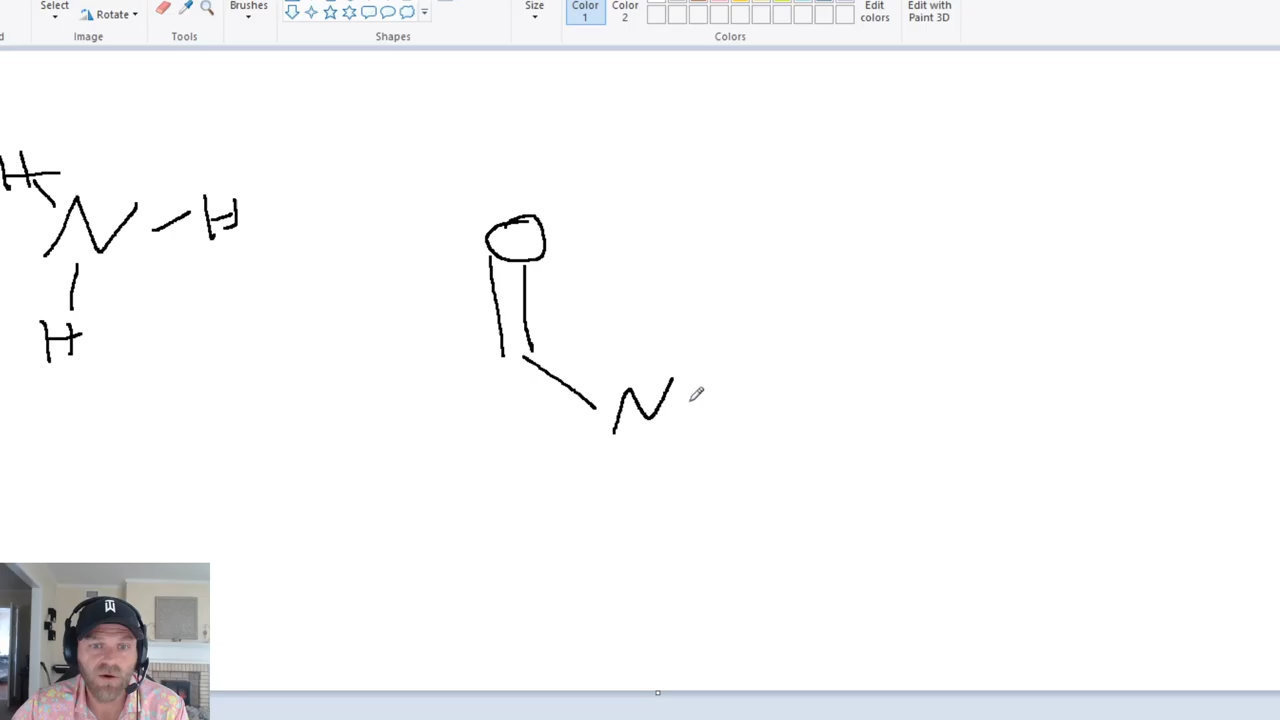 Select
Brushes
Size
Color
1
Color
2
Edit
colors
Edit with
Paint 3D
Rotate
Image
Tools
Shapes
Colors
H
N
H
H
O
N